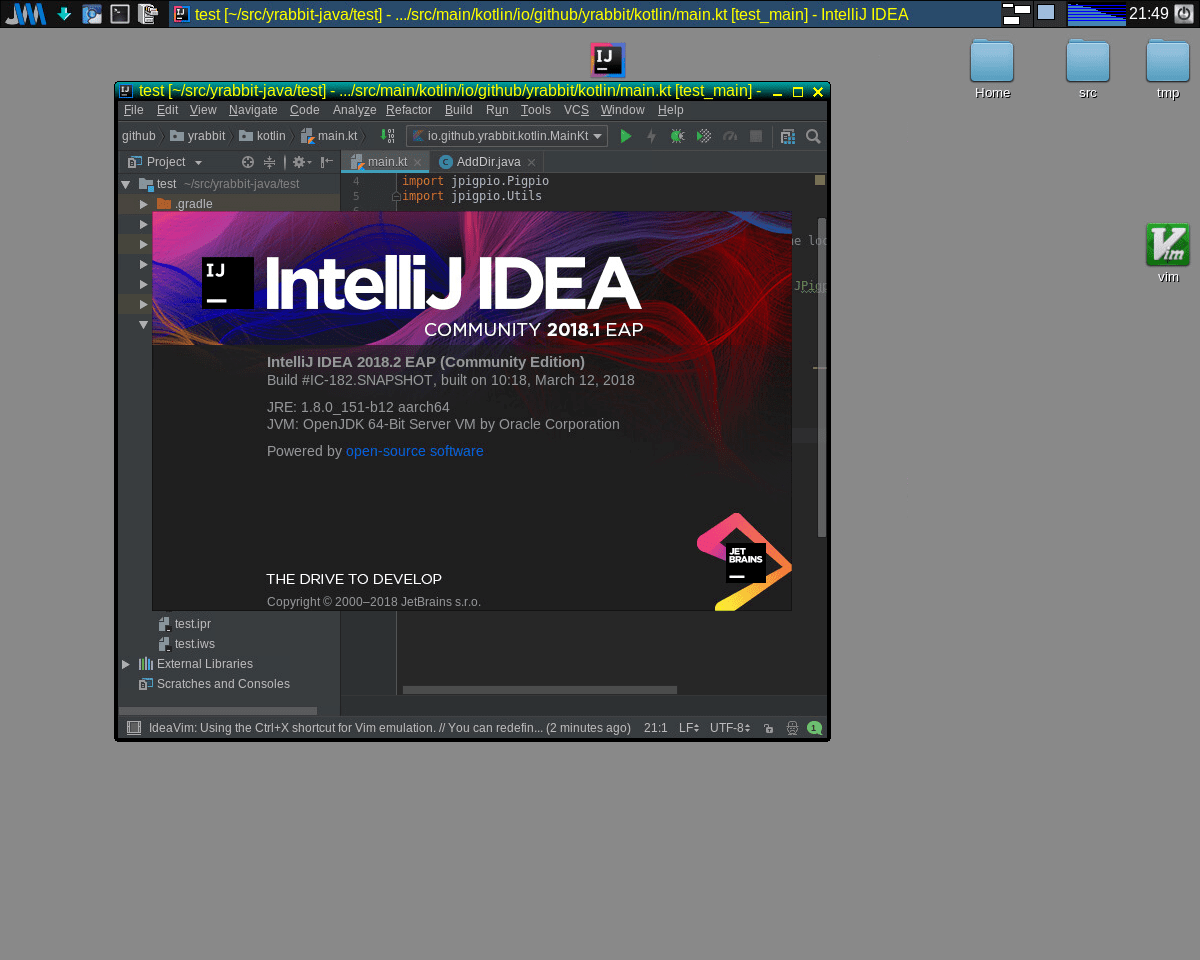 test [~/src/yrabbit-java/test] - .../src/main/kotlin/io/github/yrabbit/kotlin/main.kt [test_main] - IntelliJ IDEA
21:49
IJ
Home
src
tmp
test [~/src/yrabbit-java/test] - .../src/main/kotlin/io/github/yrabbit/kotlin/main.kt [test_main] -
File Edit View Navigate Code Analyze Refactor Build Run Tools VCS Window Help
github yrabbit kotlin main.kt io.github.yrabbit.kotlin.MainKt
Project main.kt AddDir.java
test ~/src/yrabbit-java/test
.gradle
4 import jpigpio.Pigpio
5 import jpigpio.Utils
6
IJ IntelliJ IDEA
COMMUNITY 2018.1 EAP
IntelliJ IDEA 2018.2 EAP (Community Edition)
Build #IC-182.SNAPSHOT, built on 10:18, March 12, 2018
JRE: 1.8.0_151-b12 aarch64
JVM: OpenJDK 64-Bit Server VM by Oracle Corporation
Powered by open-source software
JET
BRAINS
THE DRIVE TO DEVELOP
Copyright © 2000–2018 JetBrains s.r.o.
test.ipr
test.iws
External Libraries
Scratches and Consoles
IdeaVim: Using the Ctrl+X shortcut for Vim emulation. // You can redefin... (2 minutes ago) 21:1 LF UTF-8 1
Vim
vim